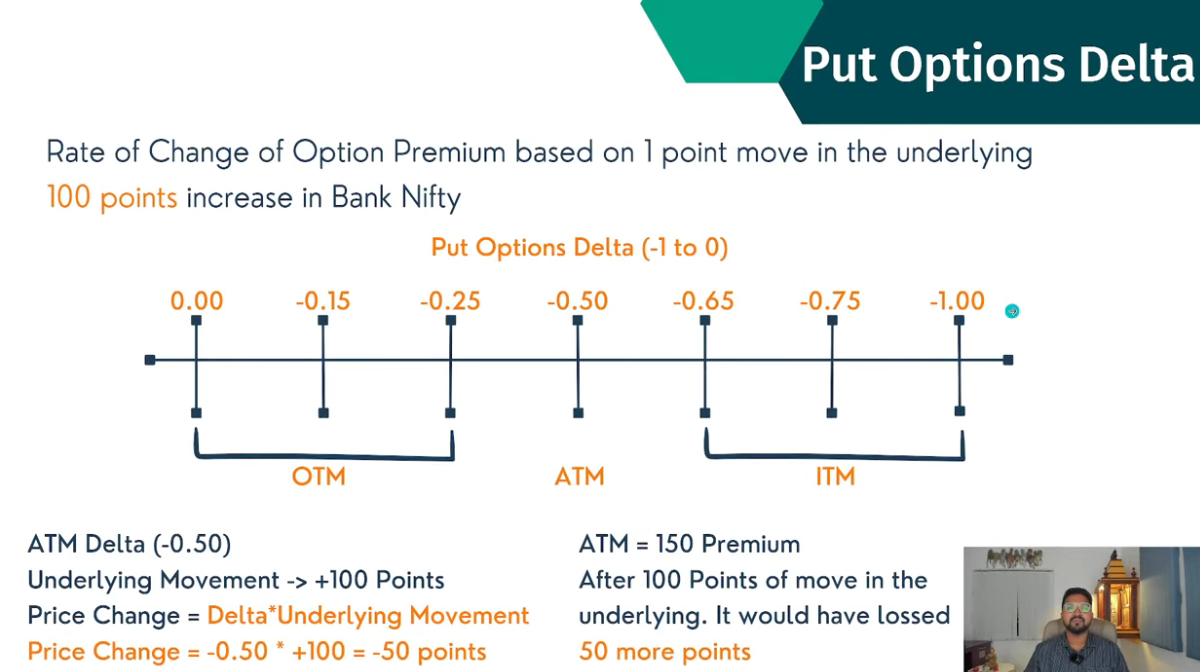 Put Options Delta
Rate of Change of Option Premium based on 1 point move in the underlying
100 points increase in Bank Nifty
Put Options Delta (-1 to 0)
0.00 -0.15 -0.25 -0.50 -0.65 -0.75 -1.00
OTM ATM ITM
ATM Delta (-0.50)
Underlying Movement -> +100 Points
Price Change = Delta*Underlying Movement
Price Change = -0.50 * +100 = -50 points
ATM = 150 Premium
After 100 Points of move in the
underlying. It would have lossed
50 more points